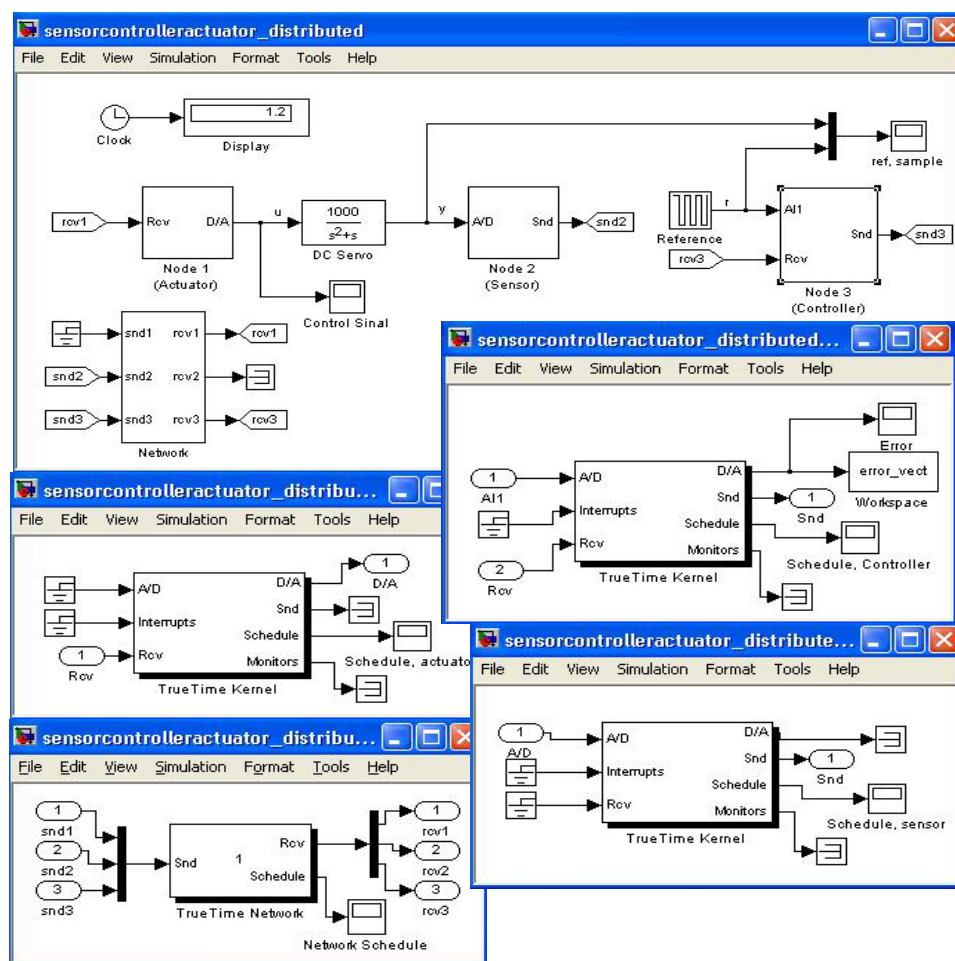 sensorcontrolleractuator_distributed
File Edit View Simulation Format Tools Help
Clock
1.2
Display
ref, sample
rcv1
Rcv D/A
Node 1
(Actuator)
u
1000
s²+s
DC Servo
y
A/D Snd
Node 2
(Sensor)
snd2
Reference
r
rcv3
AI1
Snd
Rcv
Node 3
(Controller)
snd3
Control Sinal
snd1 rcv1
snd2 rcv2
snd3 rcv3
Network
snd2
snd3
rcv1
rcv3
sensorcontrolleractuator_distributed...
File Edit View Simulation Format Tools Help
1
AI1
2
Rcv
A/D
Interrupts
Rcv
D/A
Snd
Schedule
Monitors
TrueTime Kernel
Error
error_vect
Workspace
1
Snd
Schedule, Controller
sensorcontrolleractuator_distribu...
File Edit View Simulation Format Tools Help
1
Rcv
A/D
Interrupts
Rcv
D/A
Snd
Schedule
Monitors
TrueTime Kernel
1
D/A
Schedule, actuato
sensorcontrolleractuator_distribute...
File Edit View Simulation Format Tools Help
1
A/D
A/D
Interrupts
Rcv
D/A
Snd
Schedule
Monitors
TrueTime Kernel
1
Snd
Schedule, sensor
sensorcontrolleractuator_distribu...
File Edit View Simulation Format Tools Help
1
snd1
2
snd2
3
snd3
Snd
1
Rcv
Schedule
TrueTime Network
1
rcv1
2
rcv2
3
rcv3
Network Schedule